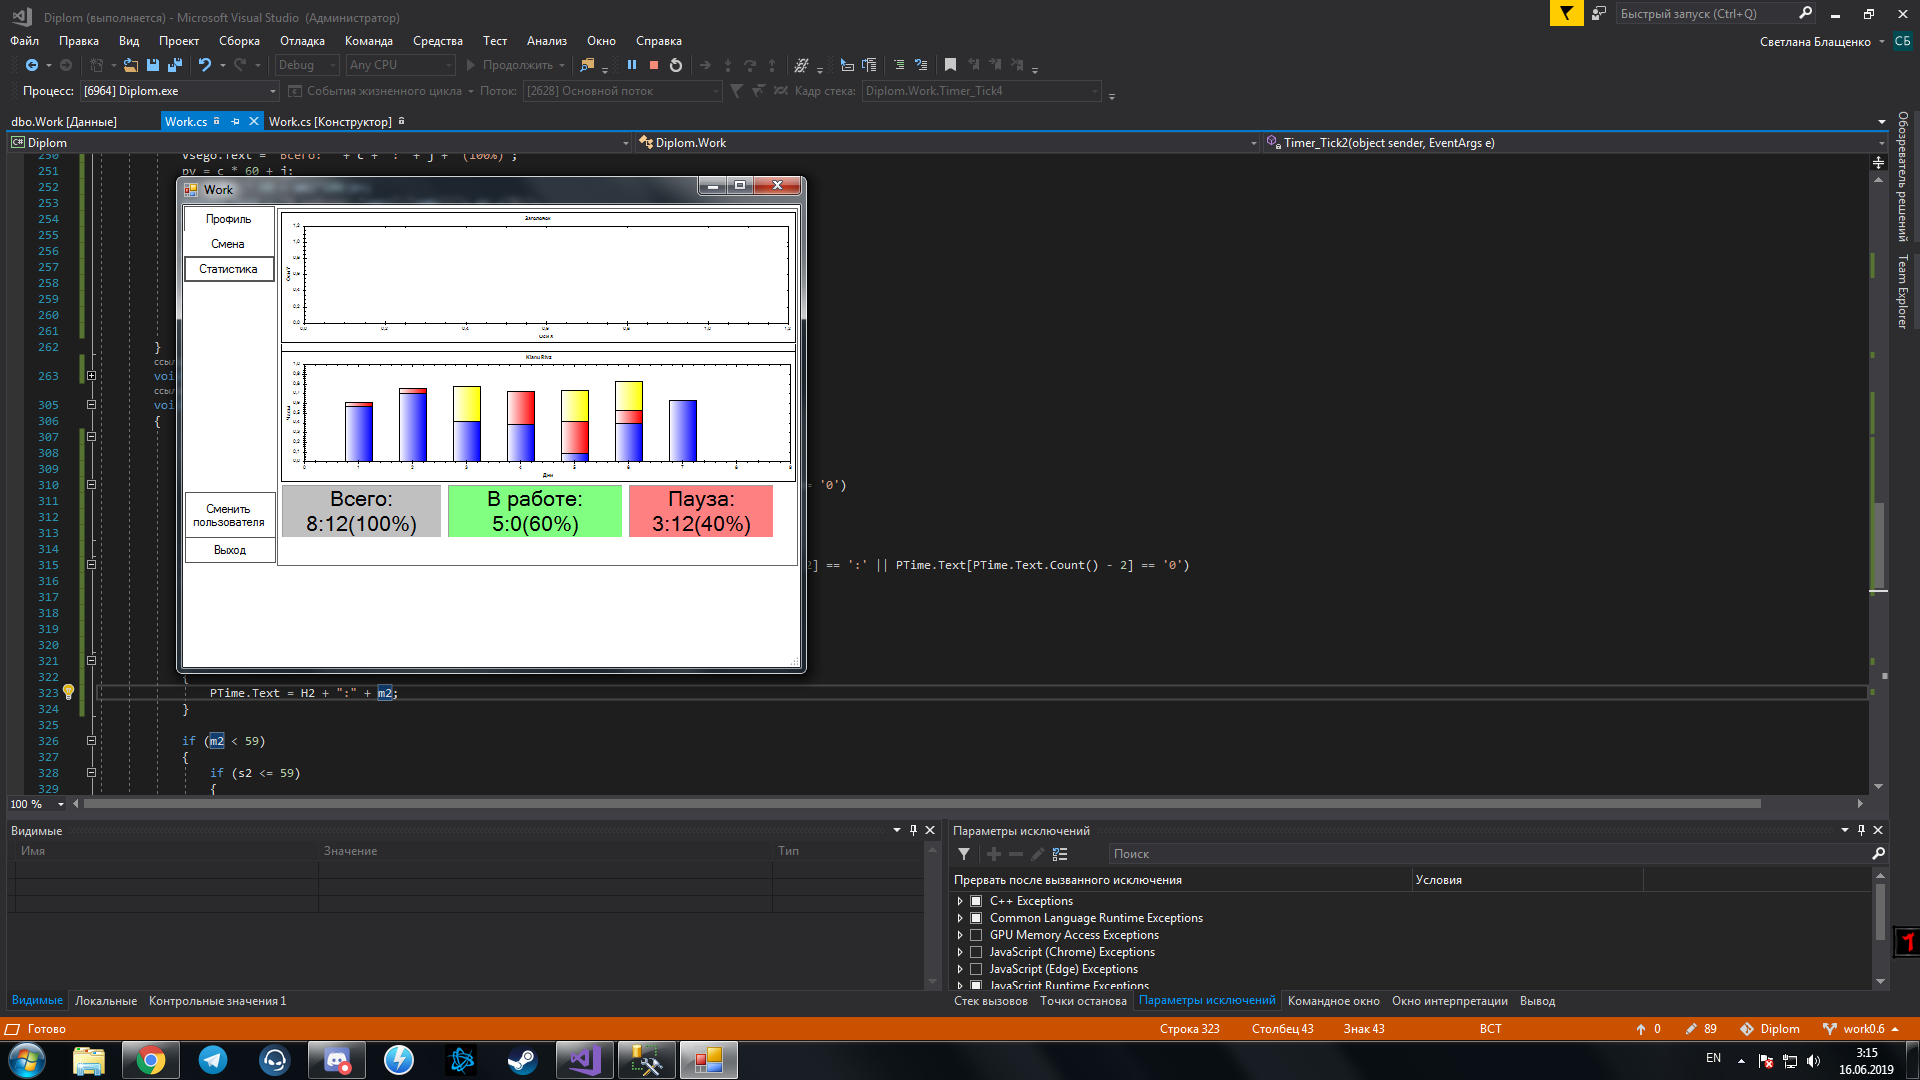 Diplom (выполняется) - Microsoft Visual Studio (Администратор)
Быстрый запуск (Ctrl+Q)
Файл Правка Вид Проект Сборка Отладка Команда Средства Тест Анализ Окно Справка
Светлана Блащенко СБ
Debug Any CPU Продолжить
Процесс: [6964] Diplom.exe События жизненного цикла Поток: [2628] Основной поток Кадр стека: Diplom.Work.Timer_Tick4
dbo.Work [Данные] Work.cs Work.cs [Конструктор]
Diplom Diplom.Work Timer_Tick2(object sender, EventArgs e)
Обозреватель решений
Team Explorer
250 Vsego.Text = "Всего: " + c + ":" + j + "(100%)";
251 pv = c * 60 + j;
252
253
254
255
256
257
258
259
260
261
262 }
263 voi
305 voi
306 {
307
308
309
310 '0')
311
312
313
314
315 2] == ':' || PTime.Text[PTime.Text.Count() - 2] == '0')
316
317
318
319
320
321
322 {
323 PTime.Text = H2 + ":" + m2;
324 }
325
326 if (m2 < 59)
327 {
328 if (s2 <= 59)
329 {
Work
Профиль
Смена
Статистика
Сменить
пользователя
Выход
Заголовок
Ось X
Дни
Всего:
8:12(100%)
В работе:
5:0(60%)
Пауза:
3:12(40%)
100 %
Видимые
Имя Значение Тип
Видимые Локальные Контрольные значения 1
Параметры исключений
Поиск
Прервать после вызванного исключения Условия
C++ Exceptions
Common Language Runtime Exceptions
GPU Memory Access Exceptions
JavaScript (Chrome) Exceptions
JavaScript (Edge) Exceptions
JavaScript Runtime Exceptions
Стек вызовов Точки останова Параметры исключений Командное окно Окно интерпретации Вывод
Готово Строка 323 Столбец 43 Знак 43 ВСТ 0 89 Diplom work0.6
EN 3:15
16.06.2019